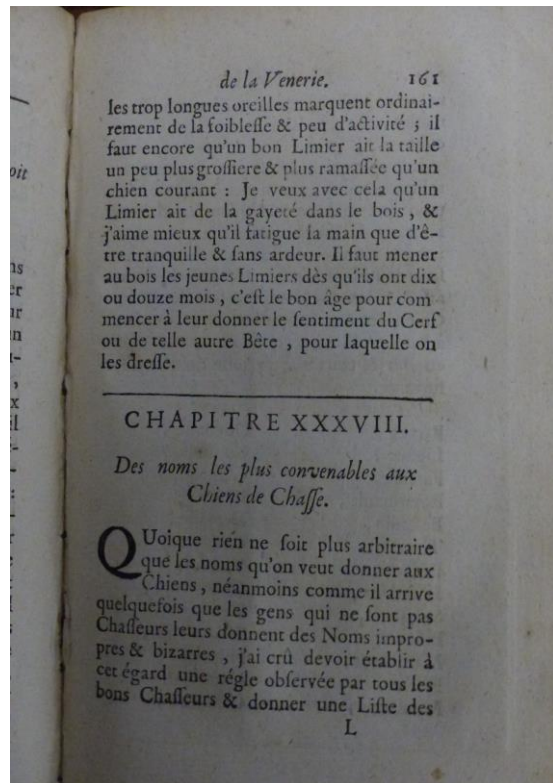 de la Venerie. 161
les trop longues oreilles marquent ordinai-
rement de la foiblesse & peu d'activité ; il
faut encore qu'un bon Limier ait la taille
un peu plus grossiere & plus ramassée qu'un
chien courant : Je veux avec cela qu'un
Limier ait de la gayeté dans le bois, &
j'aime mieux qu'il fatigue la main que d'ê-
tre tranquille & sans ardeur. Il faut mener
au bois les jeunes Limiers dès qu'ils ont dix
ou douze mois, c'est le bon âge pour com
mencer à leur donner le sentiment du Cerf
ou de telle autre Bête, pour laquelle on
les dresse.
CHAPITRE XXXVIII.
Des noms les plus convenables aux
Chiens de Chasse.
QUoique rien ne soit plus arbitraire
que les noms qu'on veut donner aux
Chiens, néanmoins comme il arrive
quelquefois que les gens qui ne sont pas
Chasseurs leurs donnent des Noms impro-
pres & bizarres, j'ai crû devoir établir à
cet égard une régle observée par tous les
bons Chasseurs & donner une Liste des
L